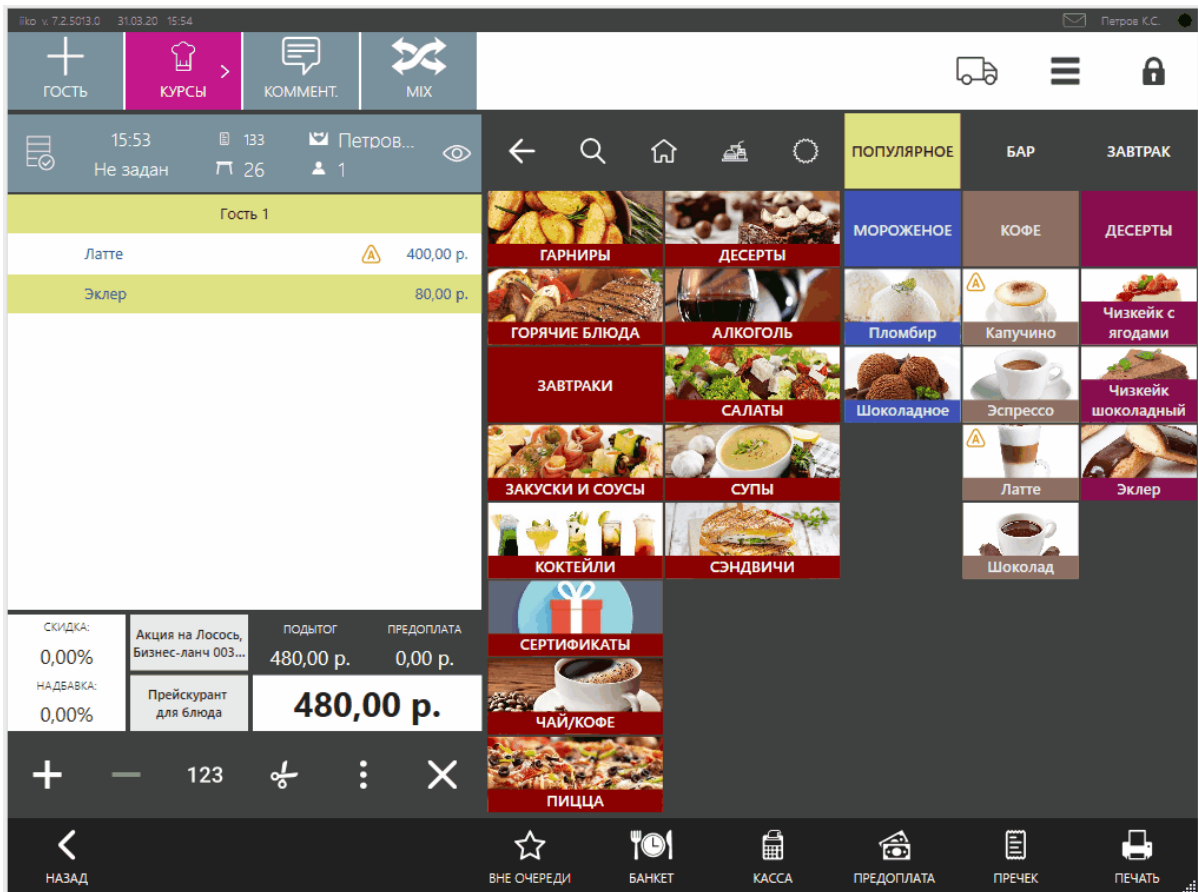 iiko v. 7.2.5013.0 31.03.20 15:54 Петров К.С.
ГОСТЬ КУРСЫ КОММЕНТ. MIX
15:53 133 Петров...
Не задан 26 1
Гость 1
Латте A 400,00 р.
Эклер 80,00 р.
СКИДКА:
0,00%
НАДБАВКА:
0,00%
Акция на Лосось,
Бизнес-ланч 003...
Прейскурант
для блюда
ПОДЫТОГ ПРЕДОПЛАТА
480,00 р. 0,00 р.
480,00 р.
123
ПОПУЛЯРНОЕ БАР ЗАВТРАК
ГАРНИРЫ ДЕСЕРТЫ
ГОРЯЧИЕ БЛЮДА АЛКОГОЛЬ
ЗАВТРАКИ САЛАТЫ
ЗАКУСКИ И СОУСЫ СУПЫ
КОКТЕЙЛИ СЭНДВИЧИ
СЕРТИФИКАТЫ
ЧАЙ/КОФЕ
ПИЦЦА
МОРОЖЕНОЕ КОФЕ ДЕСЕРТЫ
Пломбир
Шоколадное
A
Капучино
Эспрессо
A
Латте
Шоколад
Чизкейк с
ягодами
Чизкейк
шоколадный
Эклер
НАЗАД ВНЕ ОЧЕРЕДИ БАНКЕТ КАССА ПРЕДОПЛАТА ПРЕЧЕК ПЕЧАТЬ